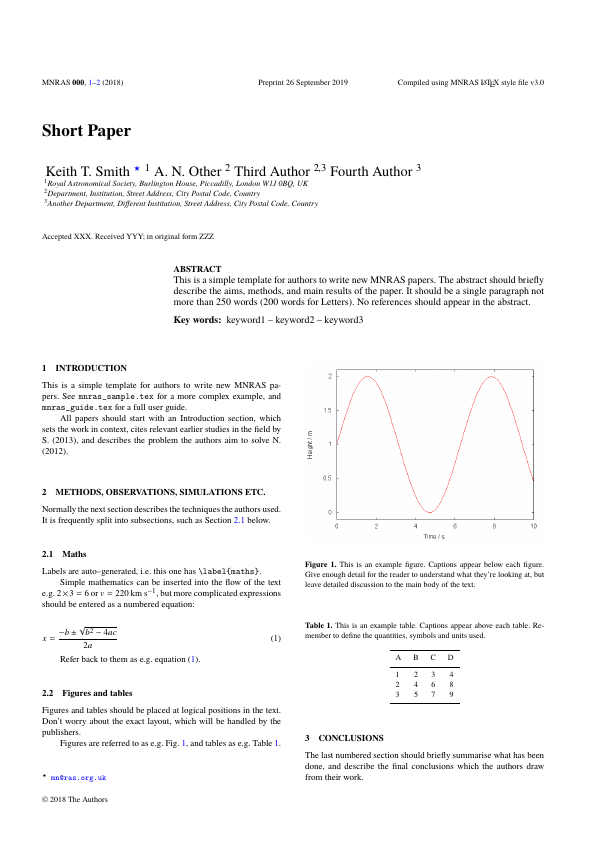 MNRAS 000, 1–2 (2018) Preprint 26 September 2019 Compiled using MNRAS LATEX style file v3.0
Short Paper
Keith T. Smith ⋆ 1 A. N. Other 2 Third Author 2,3 Fourth Author 3
1Royal Astronomical Society, Burlington House, Piccadilly, London W1J 0BQ, UK
2Department, Institution, Street Address, City Postal Code, Country
3Another Department, Different Institution, Street Address, City Postal Code, Country
Accepted XXX. Received YYY; in original form ZZZ
ABSTRACT
This is a simple template for authors to write new MNRAS papers. The abstract should briefly
describe the aims, methods, and main results of the paper. It should be a single paragraph not
more than 250 words (200 words for Letters). No references should appear in the abstract.
Key words: keyword1 – keyword2 – keyword3
1 INTRODUCTION
This is a simple template for authors to write new MNRAS pa-
pers. See mnras_sample.tex for a more complex example, and
mnras_guide.tex for a full user guide.
All papers should start with an Introduction section, which
sets the work in context, cites relevant earlier studies in the field by
S. (2013), and describes the problem the authors aim to solve N.
(2012).
2 METHODS, OBSERVATIONS, SIMULATIONS ETC.
Normally the next section describes the techniques the authors used.
It is frequently split into subsections, such as Section 2.1 below.
2.1 Maths
Labels are auto–generated, i.e. this one has \label{maths}.
Simple mathematics can be inserted into the flow of the text
e.g. 2×3 = 6 or v = 220 km s−1, but more complicated expressions
should be entered as a numbered equation:
x = −b ± √b2 − 4ac / 2a (1)
Refer back to them as e.g. equation (1).
2.2 Figures and tables
Figures and tables should be placed at logical positions in the text.
Don't worry about the exact layout, which will be handled by the
publishers.
Figures are referred to as e.g. Fig. 1, and tables as e.g. Table 1.
⋆ mn@ras.org.uk
© 2018 The Authors
2
1.5
1
0.5
0
Height / m
0 2 4 6 8 10
Time / s
Figure 1. This is an example figure. Captions appear below each figure.
Give enough detail for the reader to understand what they're looking at, but
leave detailed discussion to the main body of the text.
Table 1. This is an example table. Captions appear above each table. Re-
member to define the quantities, symbols and units used.
A B C D
1 2 3 4
2 4 6 8
3 5 7 9
3 CONCLUSIONS
The last numbered section should briefly summarise what has been
done, and describe the final conclusions which the authors draw
from their work.